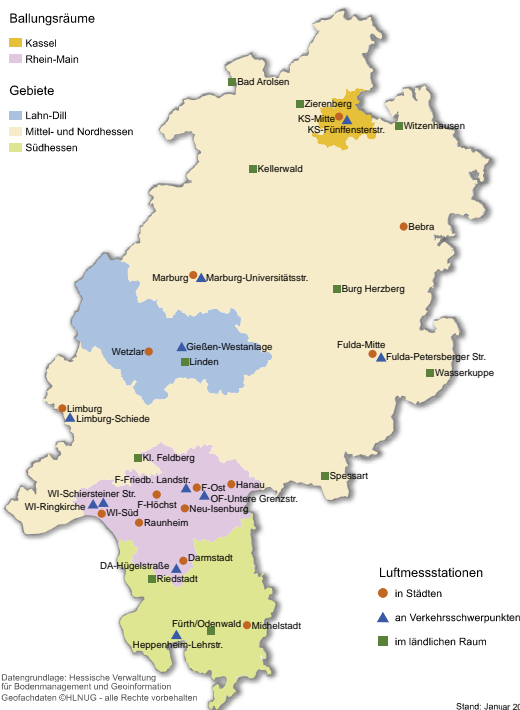 Ballungsräume
Kassel
Rhein-Main
Gebiete
Lahn-Dill
Mittel- und Nordhessen
Südhessen
Bad Arolsen
Zierenberg
KS-Mitte
KS-Fünffensterstr.
Witzenhausen
Kellerwald
Bebra
Marburg
Marburg-Universitätsstr.
Burg Herzberg
Gießen-Westanlage
Wetzlar
Linden
Fulda-Mitte
Fulda-Petersberger Str.
Wasserkuppe
Limburg
Limburg-Schiede
Kl. Feldberg
Spessart
F-Friedb. Landstr.
F-Ost
Hanau
WI-Schiersteiner Str.
OF-Untere Grenzstr.
WI-Ringkirche
F-Höchst
Neu-Isenburg
WI-Süd
Raunheim
Darmstadt
DA-Hügelstraße
Riedstadt
Fürth/Odenwald
Michelstadt
Heppenheim-Lehrstr.
Luftmessstationen
in Städten
an Verkehrsschwerpunkten
im ländlichen Raum
Datengrundlage: Hessische Verwaltung
für Bodenmanagement und Geoinformation
Geofachdaten ©HLNUG - alle Rechte vorbehalten
Stand: Januar 20